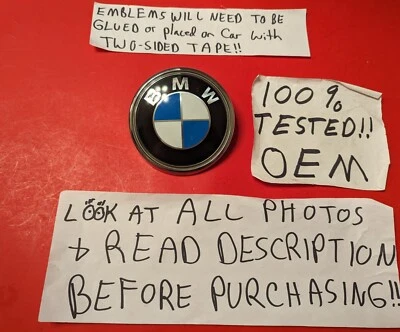 EMBLEMS WILL NEED TO BE
GLUED or placed on Car with
TWO-SIDED TAPE!!
BMW
100%
TESTED!!
OEM
LOOK AT ALL PHOTOS
+ READ DESCRIPTION
BEFORE PURCHASING!!